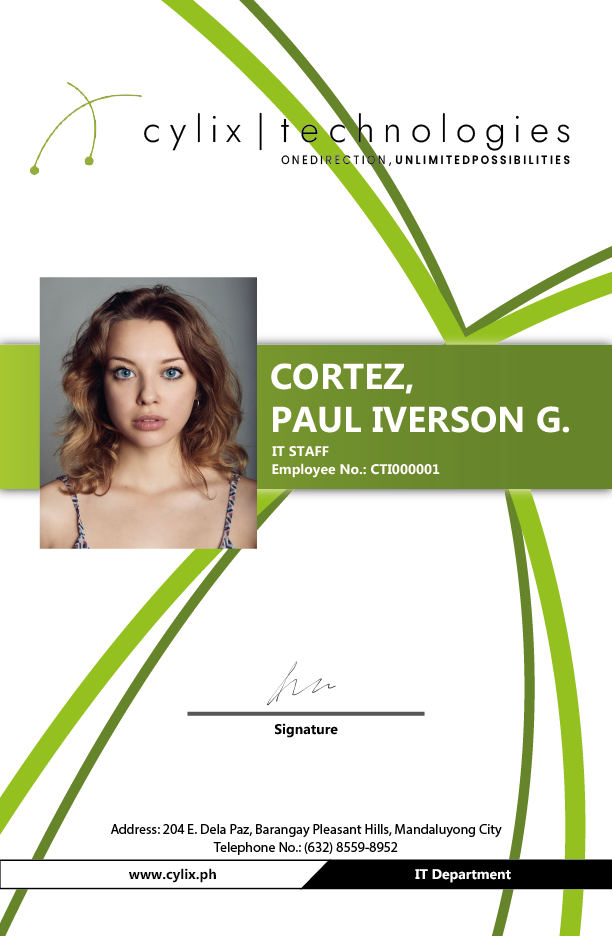 cylix|technologies
ONEDIRECTION, UNLIMITEDPOSSIBILITIES
CORTEZ,
PAUL IVERSON G.
IT STAFF
Employee No.: CTI000001
Signature
Address: 204 E. Dela Paz, Barangay Pleasant Hills, Mandaluyong City
Telephone No.: (632) 8559-8952
www.cylix.ph IT Department